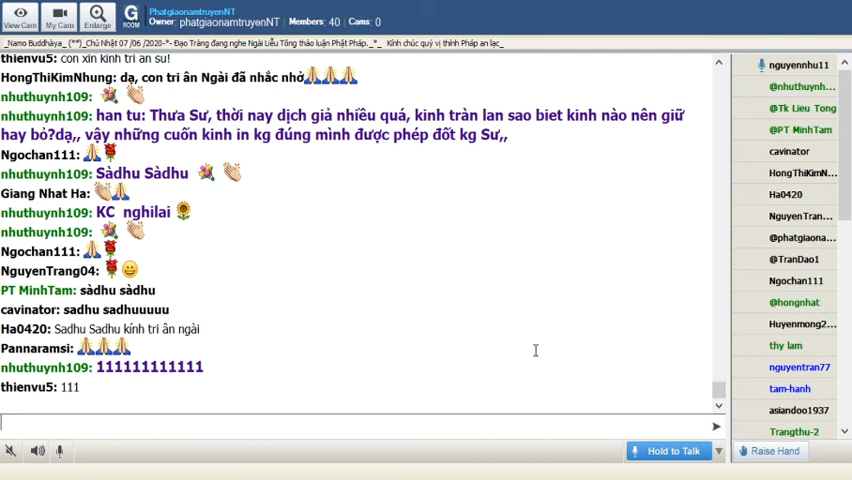 PhatgiaonamtruyenNT
Owner: phatgiaonamtruyenNT Members: 40 Cams: 0
View Cam
My Cams
Enlarge
G
ROOM
_Namo Buddhàya_ (**)_Chủ Nhật 07 /06 /2020-*- Đạo Tràng đang nghe Ngài Liễu Tông thảo luận Phật Pháp._*_ Kính chúc quý vị thính Pháp an lạc_
thienvu5: con xin kính tri ân sư!
HongThiKimNhung: dạ, con tri ân Ngài đã nhắc nhở
nhuthuynh109:
nhuthuynh109: han tu: Thưa Sư, thời nay dịch giả nhiều quá, kinh tràn lan sao biet kinh nào nên giữ
hay bỏ?dạ,, vậy những cuốn kinh in kg đúng mình được phép đốt kg Sư,,
Ngochan111:
nhuthuynh109: Sàdhu Sàdhu
Giang Nhat Ha:
nhuthuynh109: KC nghilai
nhuthuynh109:
Ngochan111:
NguyenTrang04:
PT MinhTam: sàdhu sàdhu
cavinator: sadhu sadhuuuuu
Ha0420: Sadhu Sadhu kính tri ân ngài
Pannaramsi:
nhuthuynh109: 111111111111
thienvu5: 111
nguyennhu11
@nhuthuynh...
@Tk Lieu Tong
@PT MinhTam
cavinator
HongThiKimN...
Ha0420
NguyenTran...
@phatgiaona...
@TranDao1
Ngochan111
@hongnhat
Huyenmong2...
thy lam
nguyentran77
tam-hanh
asiandoo1937
Trangthu-2
Hold to Talk
Raise Hand